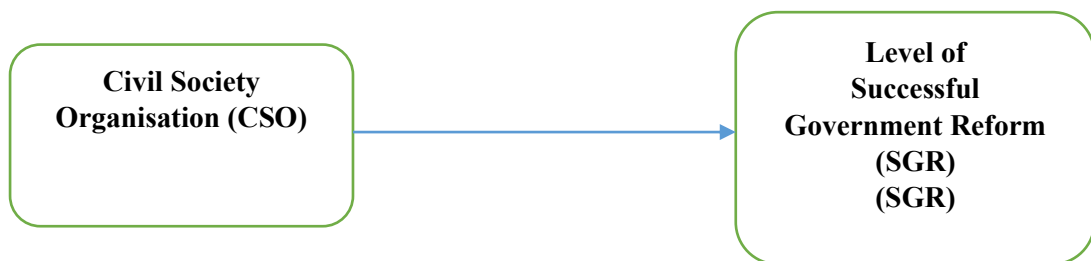 Civil Society
Organisation (CSO)
Level of
Successful
Government Reform
(SGR)
(SGR)